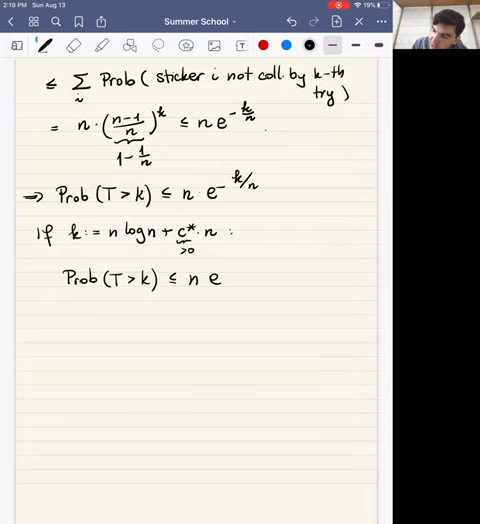 2:19 PM Sun Aug 13
19%
Summer School
T
≤ Σ_i Prob ( sticker i not coll. by k-th try )
= n · ( (n-1)/n )^k ≤ n e^{-k/n} .
1 - 1/n
⇒ Prob (T > k) ≤ n · e^{-k/n}
If k := n log n + c* · n :
>0
Prob (T > k) ≤ n e